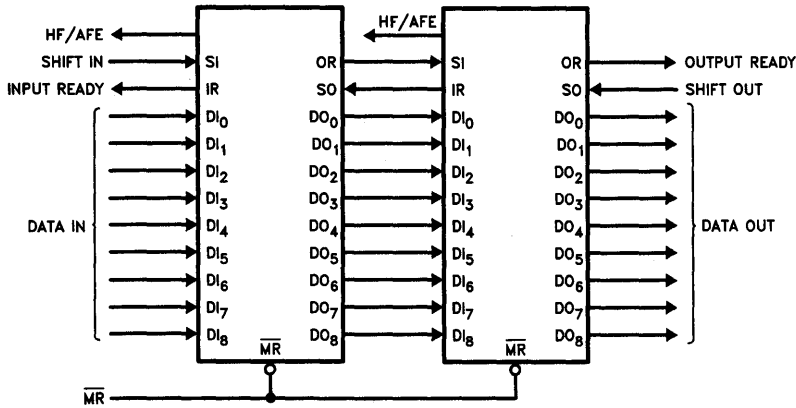 HF/AFE HF/AFE
SHIFT IN SI OR SI OR OUTPUT READY
INPUT READY IR SO IR SO SHIFT OUT
DI0 DO0 DI0 DO0
DI1 DO1 DI1 DO1
DI2 DO2 DI2 DO2
DI3 DO3 DI3 DO3
DATA IN DI4 DO4 DI4 DO4 DATA OUT
DI5 DO5 DI5 DO5
DI6 DO6 DI6 DO6
DI7 DO7 DI7 DO7
DI8 DO8 DI8 DO8
MR MR
MR